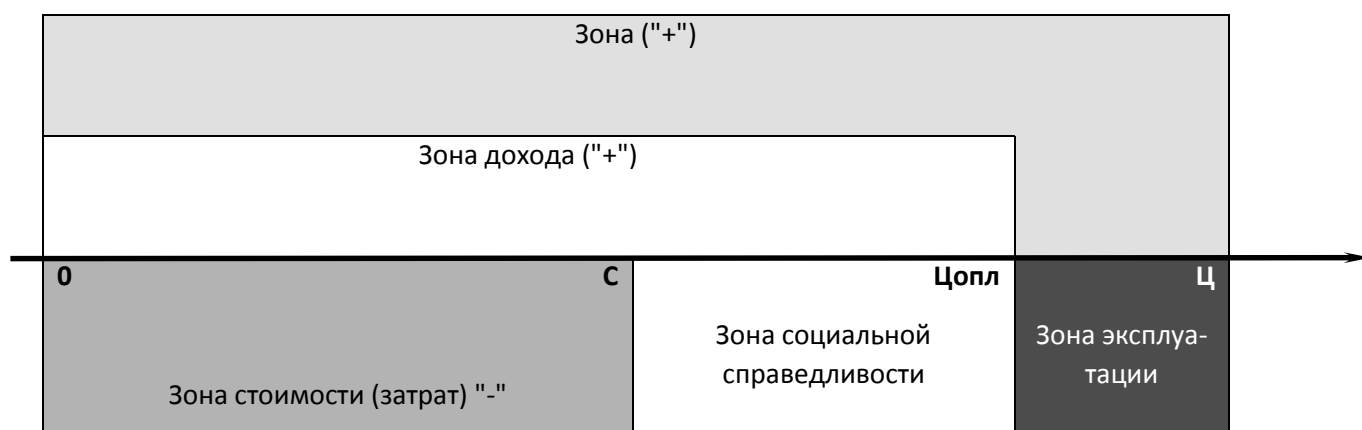 Зона ("+")
Зона дохода ("+")
0
С
Цопл
Ц
Зона социальной
справедливости
Зона эксплуа-
тации
Зона стоимости (затрат) "-"